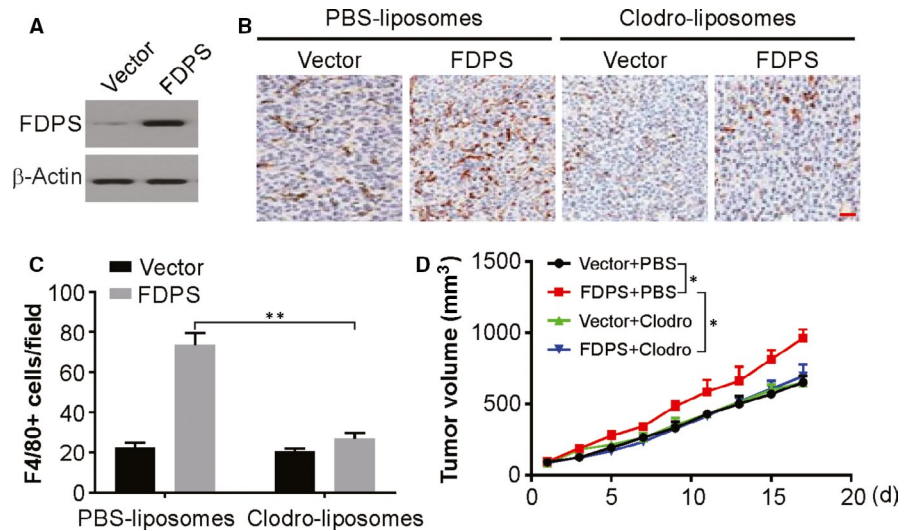 A
Vector
FDPS
FDPS
β-Actin
B
PBS-liposomes
Clodro-liposomes
Vector
FDPS
Vector
FDPS
C
Vector
FDPS
F4/80+ cells/field
100
80
60
40
20
0
**
PBS-liposomes
Clodro-liposomes
D
Tumor volume (mm³)
1500
1000
500
0
Vector+PBS
FDPS+PBS
Vector+Clodro
FDPS+Clodro
*
*
0
5
10
15
20
(d)